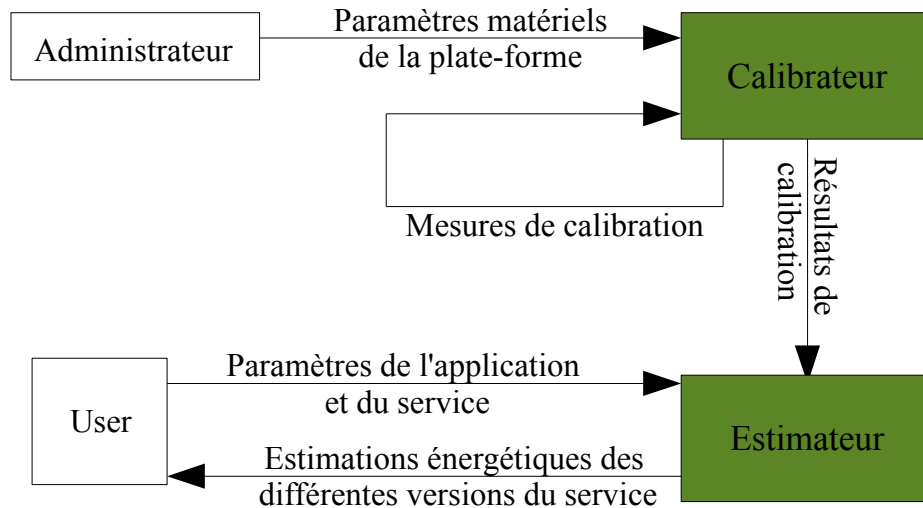 Administrateur
Paramètres matériels
de la plate-forme
Calibrateur
Mesures de calibration
Résultats de
calibration
User
Paramètres de l'application
et du service
Estimateur
Estimations énergétiques des
différentes versions du service